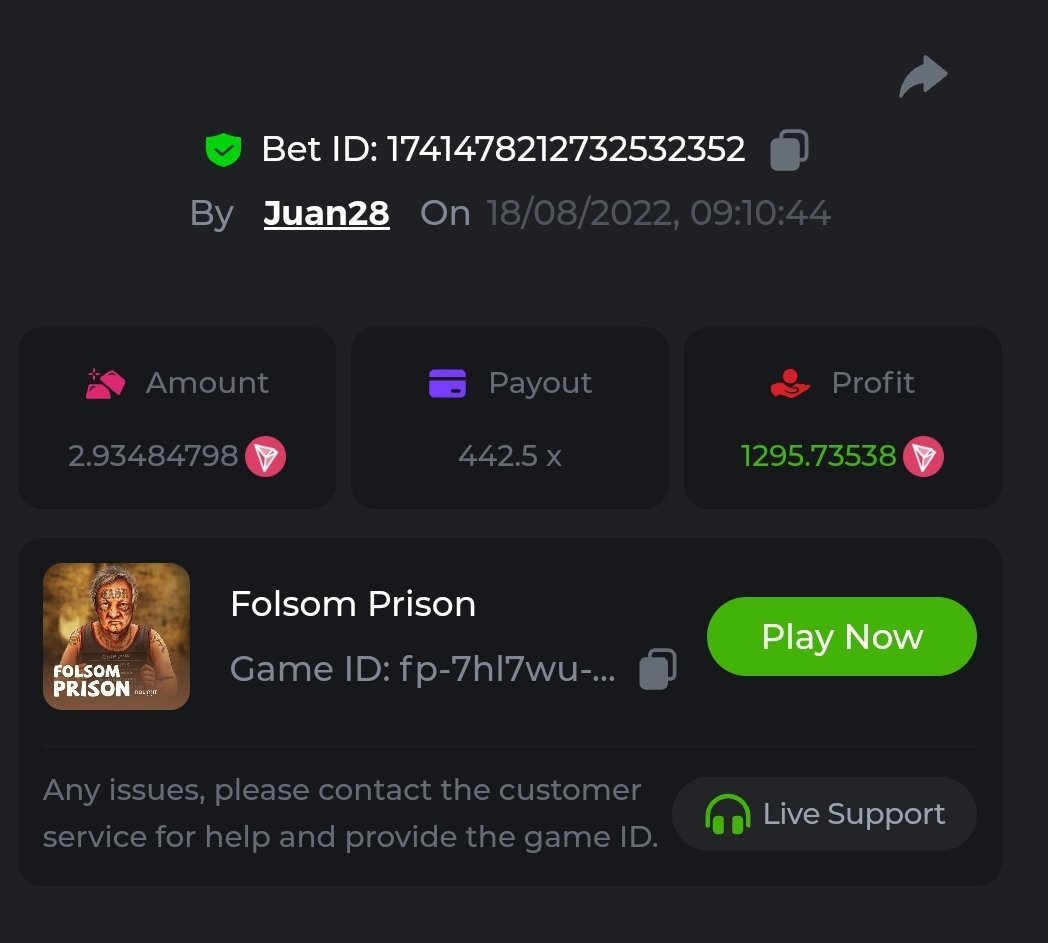 Bet ID: 1741478212732532352
By Juan28 On 18/08/2022, 09:10:44
Amount
Payout
Profit
2.93484798
442.5 x
1295.73538
FOLSOM
PRISON
Folsom Prison
Game ID: fp-7hl7wu-...
Play Now
Any issues, please contact the customer
service for help and provide the game ID.
Live Support